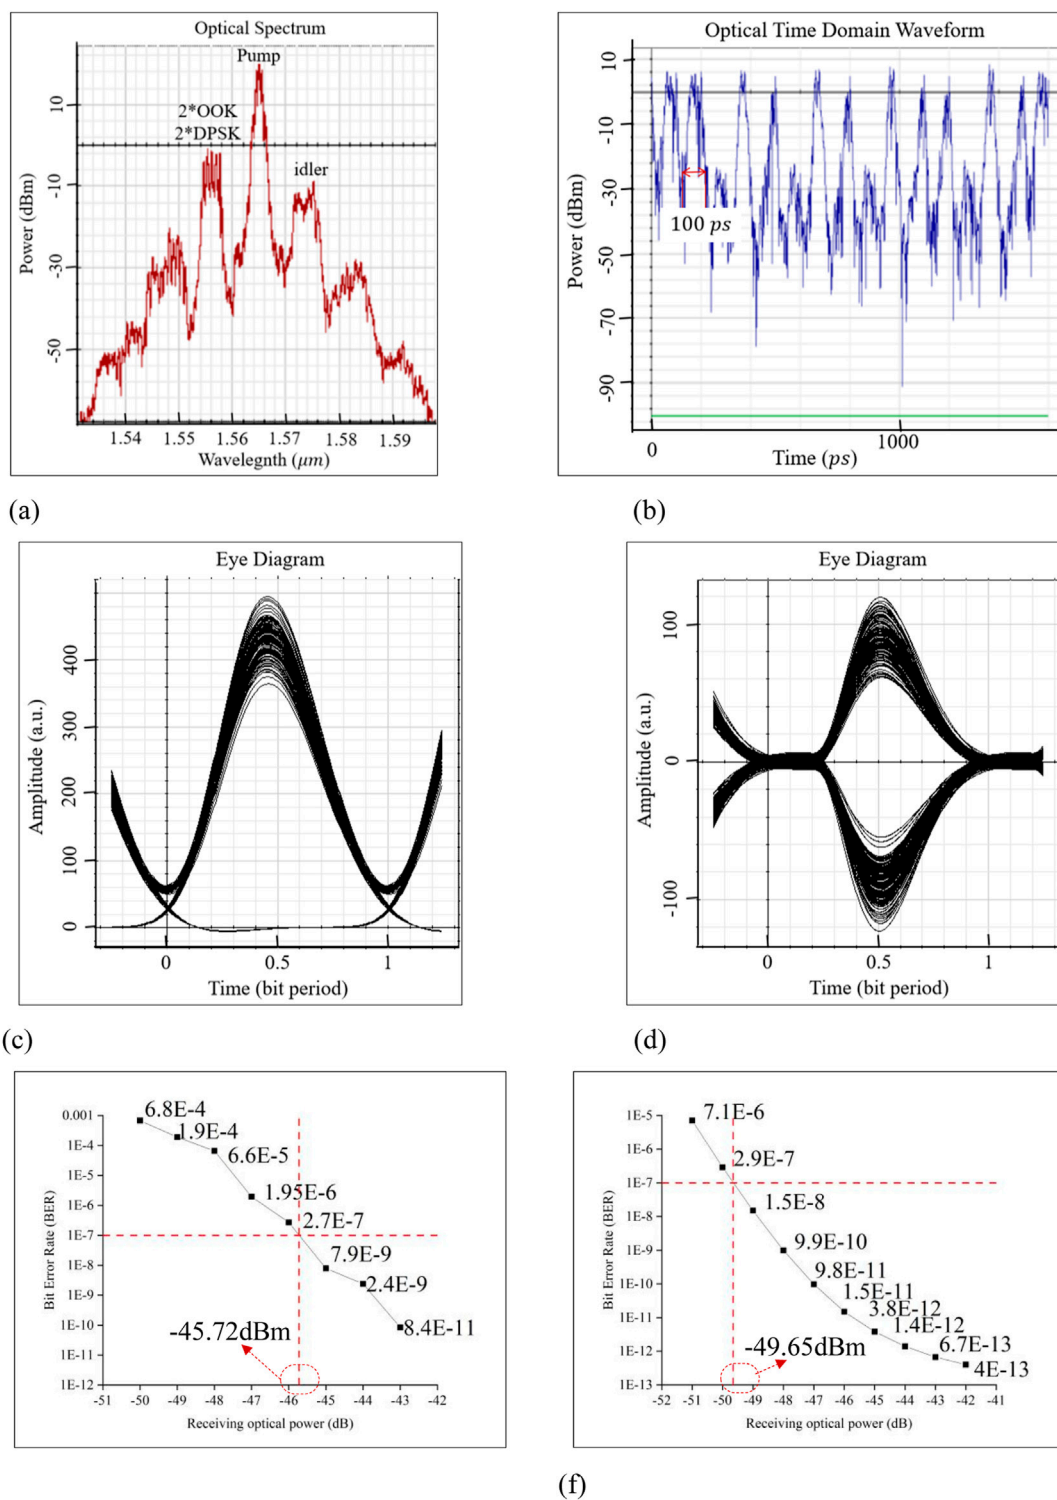 Optical Spectrum
Pump
2*OOK
2*DPSK
idler
10
-10
-30
-50
Power (dBm)
1.54 1.55 1.56 1.57 1.58 1.59
Wavelegnth (μm)
(a)
Optical Time Domain Waveform
10
-10
-30
-50
-70
-90
Power (dBm)
100 ps
0 1000
Time (ps)
(b)
Eye Diagram
400
300
200
100
0
Amplitude (a.u.)
0 0.5 1
Time (bit period)
(c)
Eye Diagram
100
0
-100
Amplitude (a.u.)
0 0.5 1
Time (bit period)
(d)
0.001
1E-4
1E-5
1E-6
1E-7
1E-8
1E-9
1E-10
1E-11
1E-12
Bit Error Rate (BER)
6.8E-4
1.9E-4
6.6E-5
1.95E-6
2.7E-7
7.9E-9
2.4E-9
8.4E-11
-45.72dBm
-51 -50 -49 -48 -47 -46 -45 -44 -43 -42
Receiving optical power (dB)
1E-5
1E-6
1E-7
1E-8
1E-9
1E-10
1E-11
1E-12
1E-13
Bit Error Rate (BER)
7.1E-6
2.9E-7
1.5E-8
9.9E-10
9.8E-11
1.5E-11
3.8E-12
1.4E-12
6.7E-13
4E-13
-49.65dBm
-52 -51 -50 -49 -48 -47 -46 -45 -44 -43 -42 -41
Receiving optical power (dB)
(f)